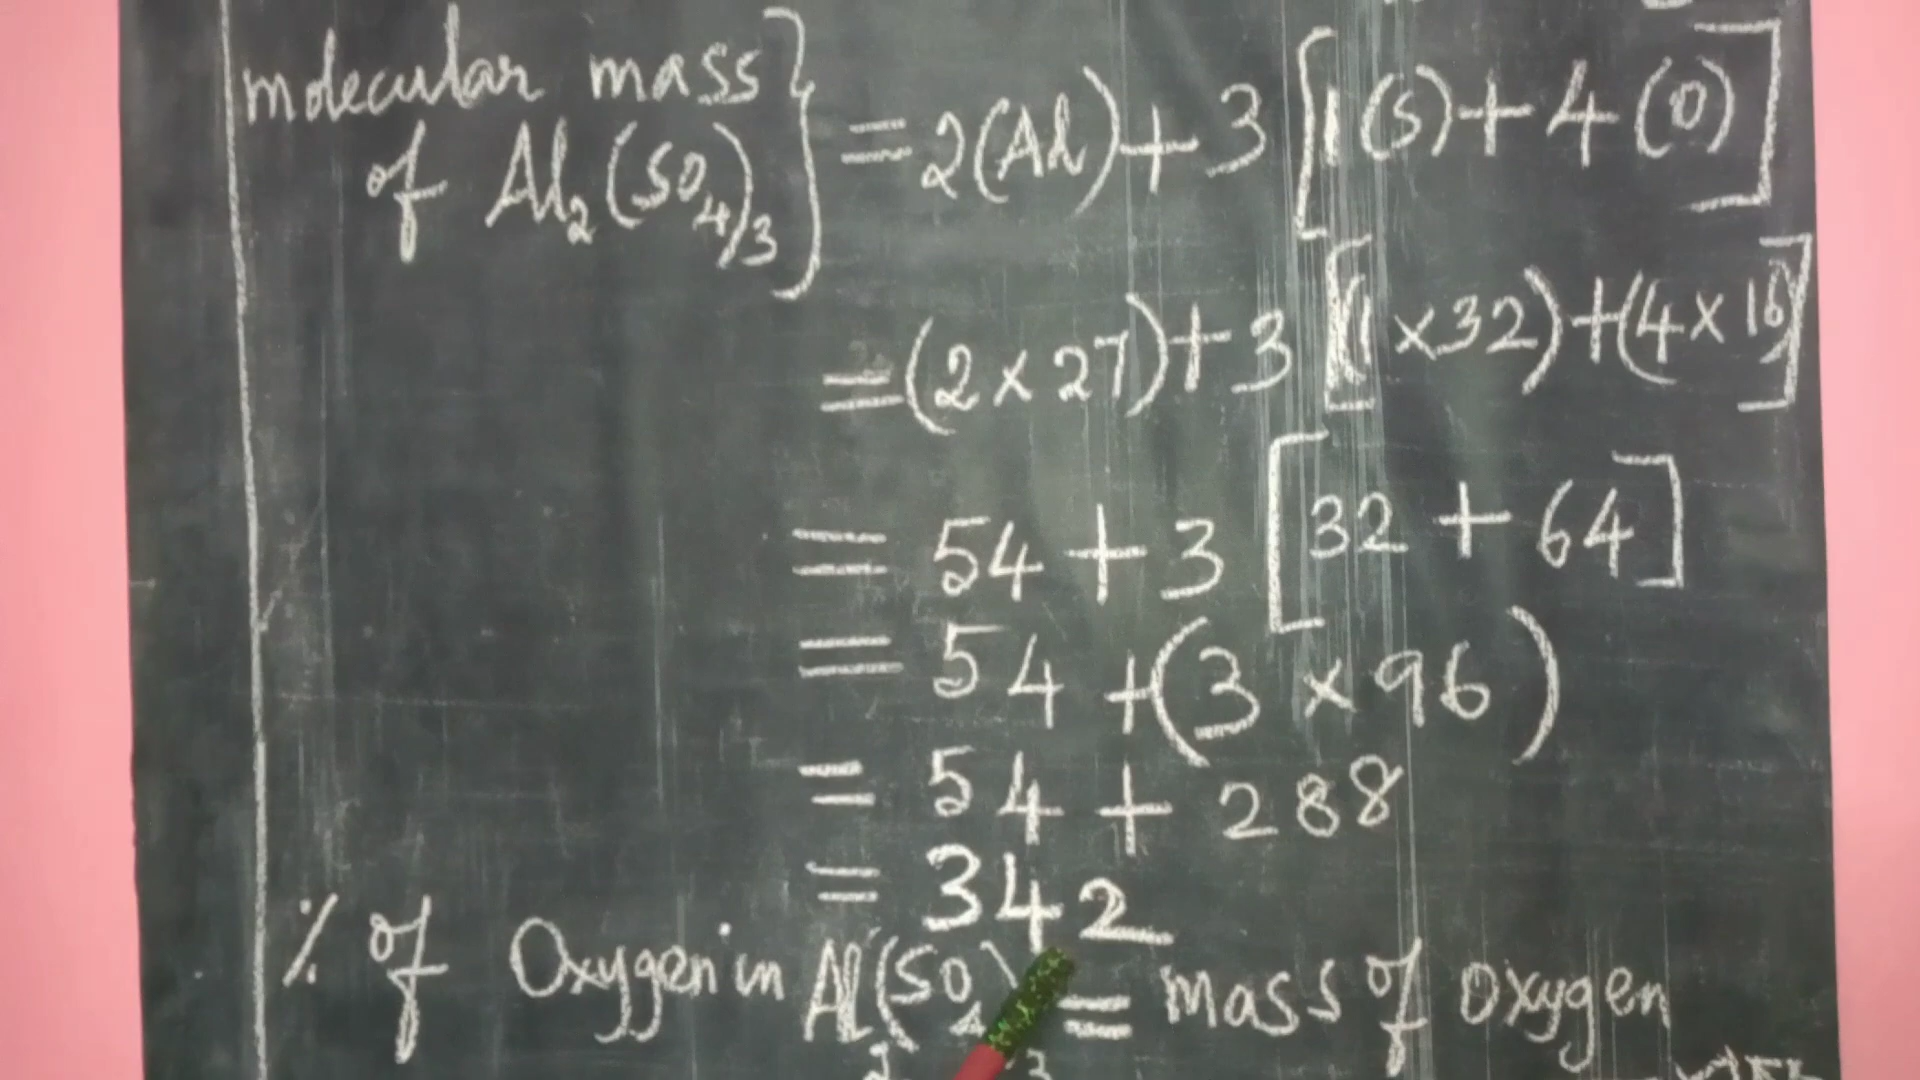 molecular mass } = 2(Al) + 3 [1(S) + 4(O)]
of Al₂(SO₄)₃
= (2 × 27) + 3 [(1 × 32) + (4 × 16)]
= 54 + 3 [32 + 64]
= 54 + (3 × 96)
= 54 + 288
= 342
% of Oxygen in Al₂(SO₄)₃ = mass of Oxygen